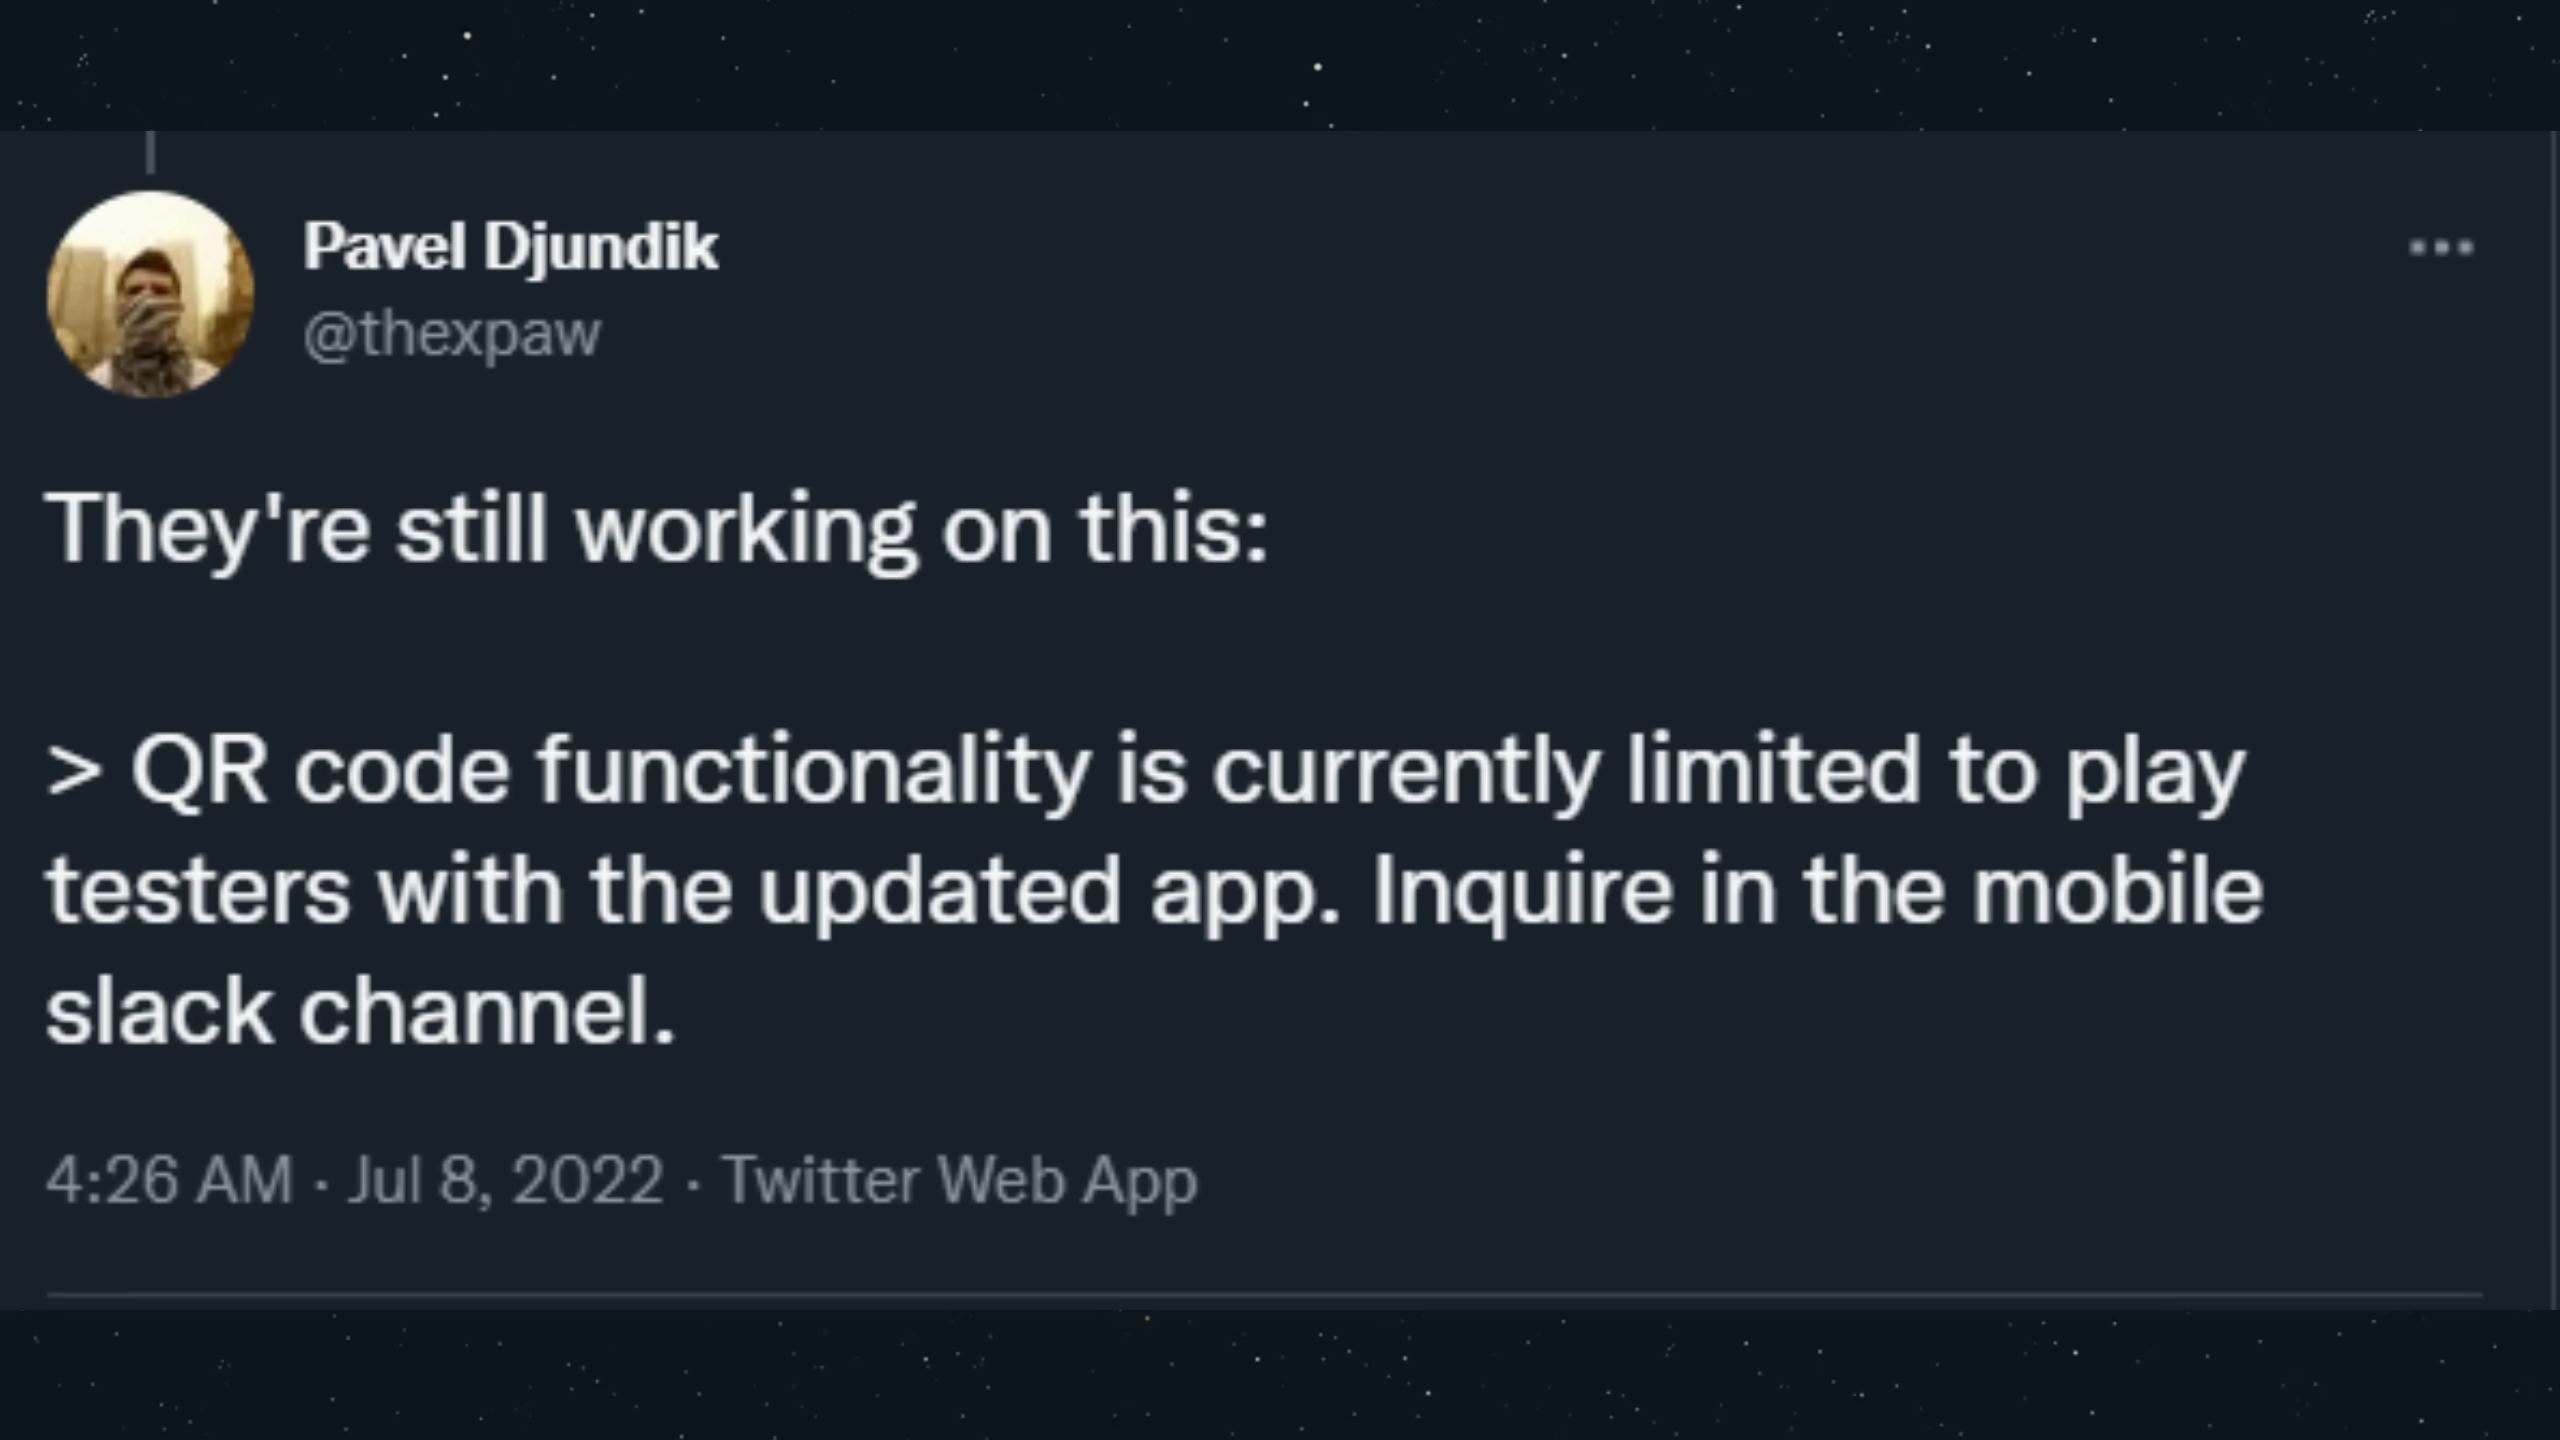 Pavel Djundik
@thexpaw
They're still working on this:
> QR code functionality is currently limited to play
testers with the updated app. Inquire in the mobile
slack channel.
4:26 AM · Jul 8, 2022 · Twitter Web App